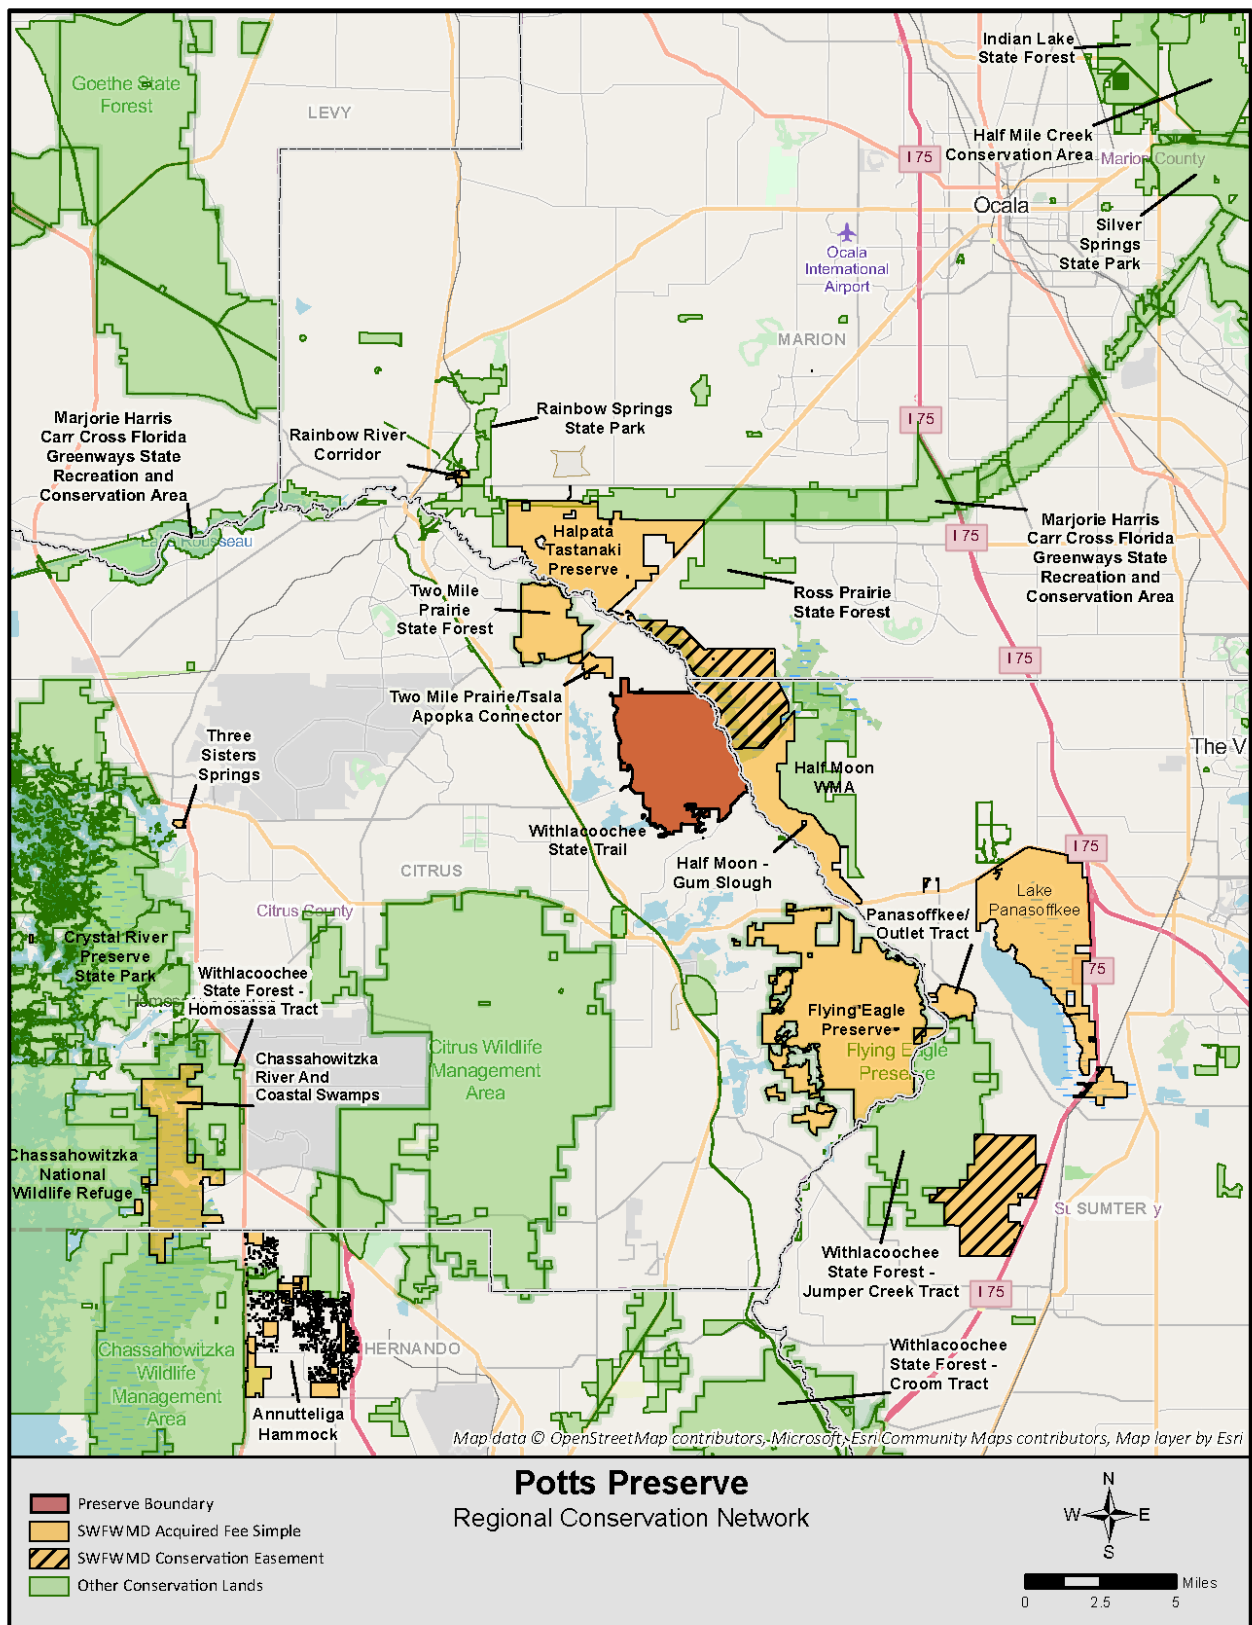 Indian Lake
State Forest
Goethe State
Forest
LEVY
I 75
Half Mile Creek
Conservation Area
Marion County
Ocala
Silver
Springs
State Park
Ocala
International
Airport
MARION
Marjorie Harris
Carr Cross Florida
Greenways State
Recreation and
Conservation Area
Rainbow River
Corridor
Rainbow Springs
State Park
I 75
Lake Rousseau
Halpata
Tastanaki
Preserve
I 75
Marjorie Harris
Carr Cross Florida
Greenways State
Recreation and
Conservation Area
Two Mile
Prairie
State Forest
Ross Prairie
State Forest
I 75
Two Mile Prairie/Tsala
Apopka Connector
Three
Sisters
Springs
The V
Half Moon
WMA
Withlacoochee
State Trail
I 75
Half Moon -
Gum Slough
CITRUS
Citrus County
Lake
Panasoffkee
Panasoffkee/
Outlet Tract
Crystal River
Preserve
State Park
75
Withlacoochee
State Forest -
Homosassa Tract
Flying Eagle
Preserve
Flying Eagle
Preserve
Chassahowitzka
River And
Coastal Swamps
Citrus Wildlife
Management
Area
Chassahowitzka
National
Wildlife Refuge
SUMTER
Withlacoochee
State Forest -
Jumper Creek Tract
I 75
HERNANDO
Chassahowitzka
Wildlife
Management
Area
Withlacoochee
State Forest -
Croom Tract
Annutteliga
Hammock
Map data © OpenStreetMap contributors, Microsoft, Esri Community Maps contributors, Map layer by Esri
Potts Preserve
Regional Conservation Network
Preserve Boundary
SWFWMD Acquired Fee Simple
SWFWMD Conservation Easement
Other Conservation Lands
N
W
E
S
Miles
0
2.5
5